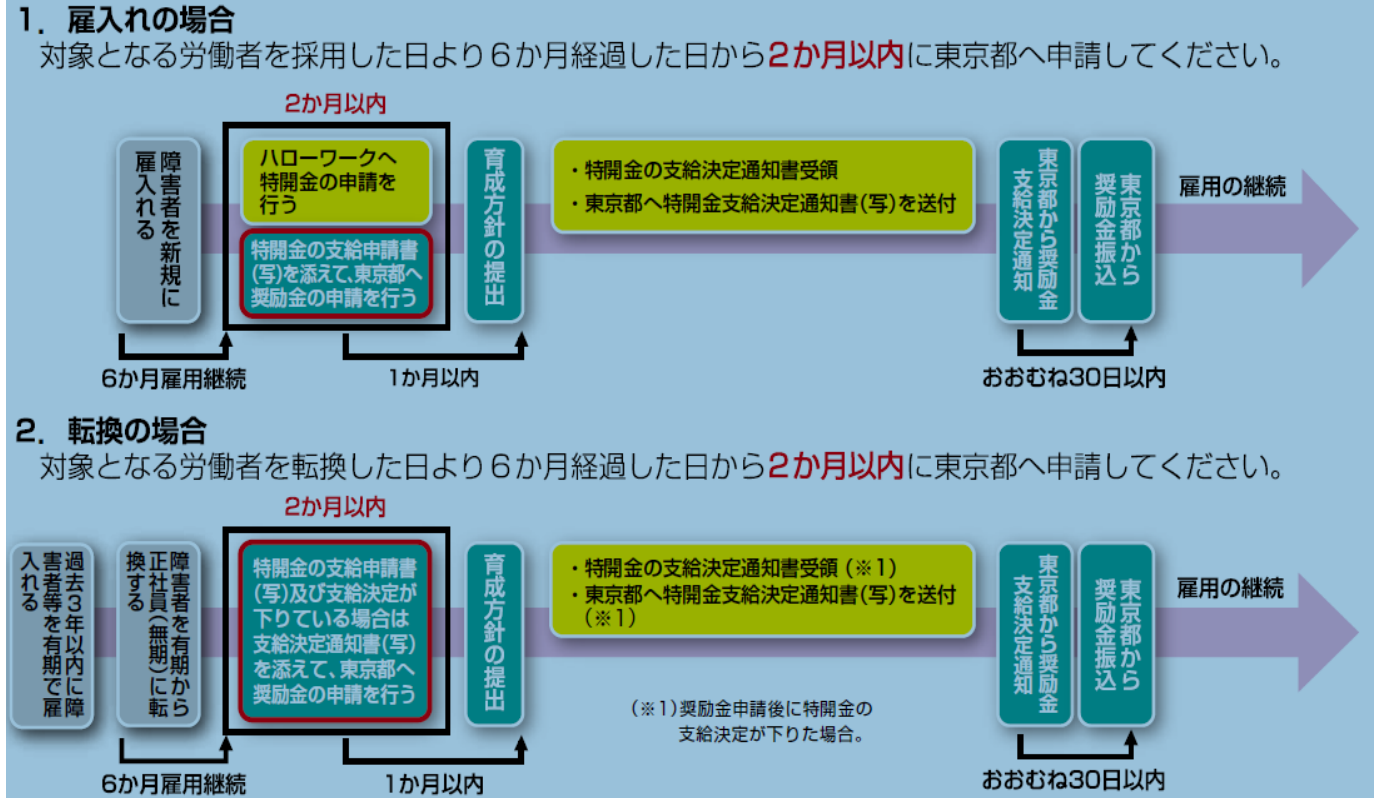 1．雇入れの場合
対象となる労働者を採用した日より６か月経過した日から2か月以内に東京都へ申請してください。
2か月以内
障害者を新規に
雇入れる
ハローワークへ
特開金の申請を
行う
特開金の支給申請書
(写)を添えて､東京都へ
奨励金の申請を行う
育成方針の提出
・特開金の支給決定通知書受領
・東京都へ特開金支給決定通知書(写)を送付
東京都から奨励金
支給決定通知
東京都から
奨励金振込
雇用の継続
6か月雇用継続
1か月以内
おおむね30日以内
2．転換の場合
対象となる労働者を転換した日より６か月経過した日から2か月以内に東京都へ申請してください。
2か月以内
過去３年以内に障
害者等を有期で雇
入れる
障害者を有期から
正社員(無期)に転
換する
特開金の支給申請書
(写)及び支給決定が
下りている場合は
支給決定通知書(写)
を添えて､東京都へ
奨励金の申請を行う
育成方針の提出
・特開金の支給決定通知書受領 (※1)
・東京都へ特開金支給決定通知書(写)を送付
(※1)
東京都から奨励金
支給決定通知
東京都から
奨励金振込
雇用の継続
(※1)奨励金申請後に特開金の
支給決定が下りた場合。
6か月雇用継続
1か月以内
おおむね30日以内